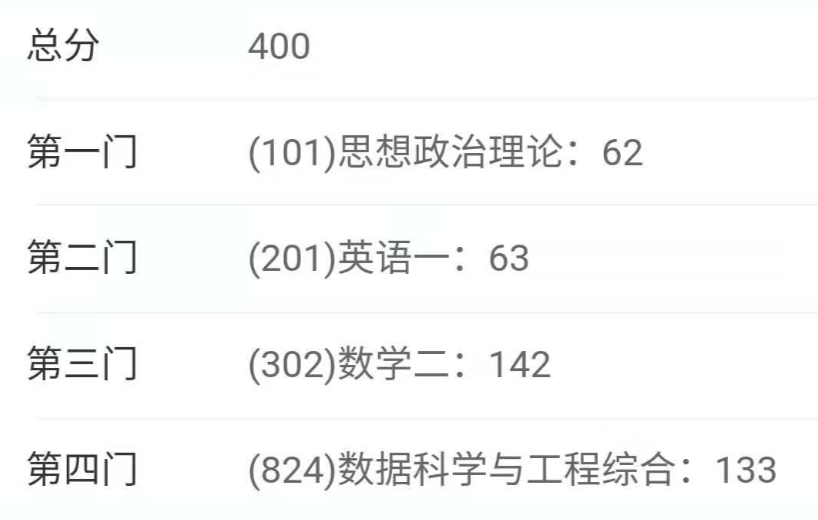 总分 400
第一门 (101)思想政治理论：62
第二门 (201)英语一：63
第三门 (302)数学二：142
第四门 (824)数据科学与工程综合：133